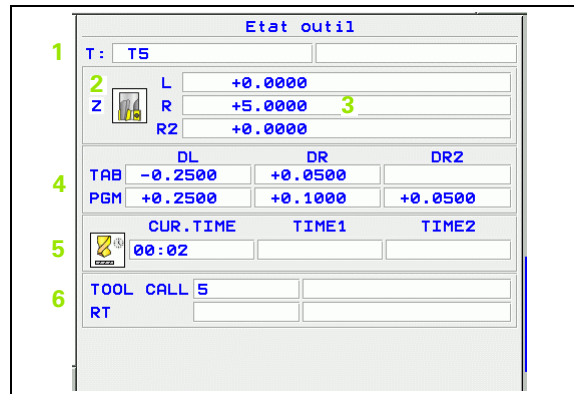 Etat outil
1 T: T5
2 L +0.0000
Z R +5.0000 3
R2 +0.0000
DL DR DR2
TAB -0.2500 +0.0500
4
PGM +0.2500 +0.1000 +0.0500
CUR.TIME TIME1 TIME2
5 00:02
TOOL CALL 5
6
RT